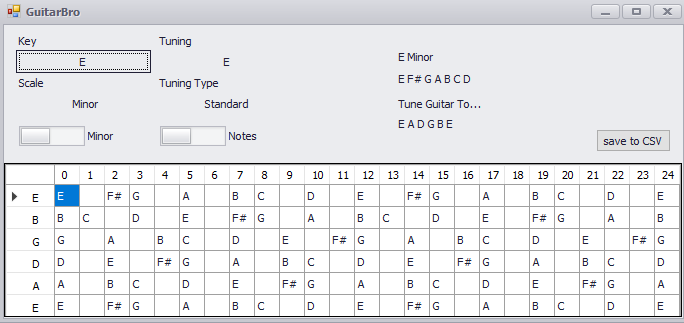 GuitarBro
Key Tuning
E E
E Minor
Scale Tuning Type
E F# G A B C D
Minor Standard
Tune Guitar To...
E A D G B E
Minor Notes
save to CSV
0 1 2 3 4 5 6 7 8 9 10 11 12 13 14 15 16 17 18 19 20 21 22 23 24
E E F# G A B C D E F# G A B C D E
B B C D E F# G A B C D E F# G A B
G G A B C D E F# G A B C D E F# G
D D E F# G A B C D E F# G A B C D
A A B C D E F# G A B C D E F# G A
E E F# G A B C D E F# G A B C D E